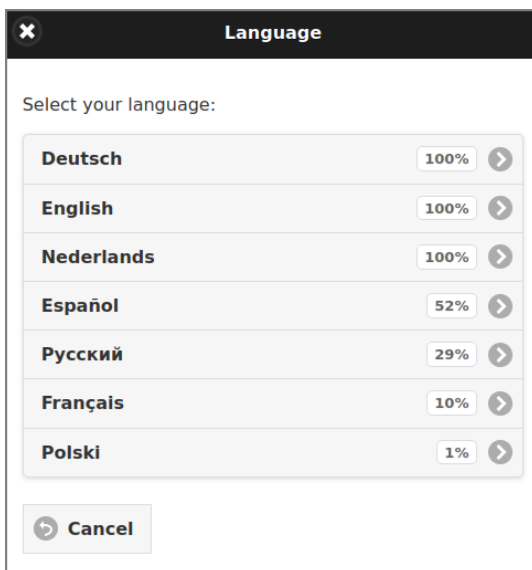 Language
Select your language:
Deutsch 100%
English 100%
Nederlands 100%
Español 52%
Русский 29%
Français 10%
Polski 1%
Cancel